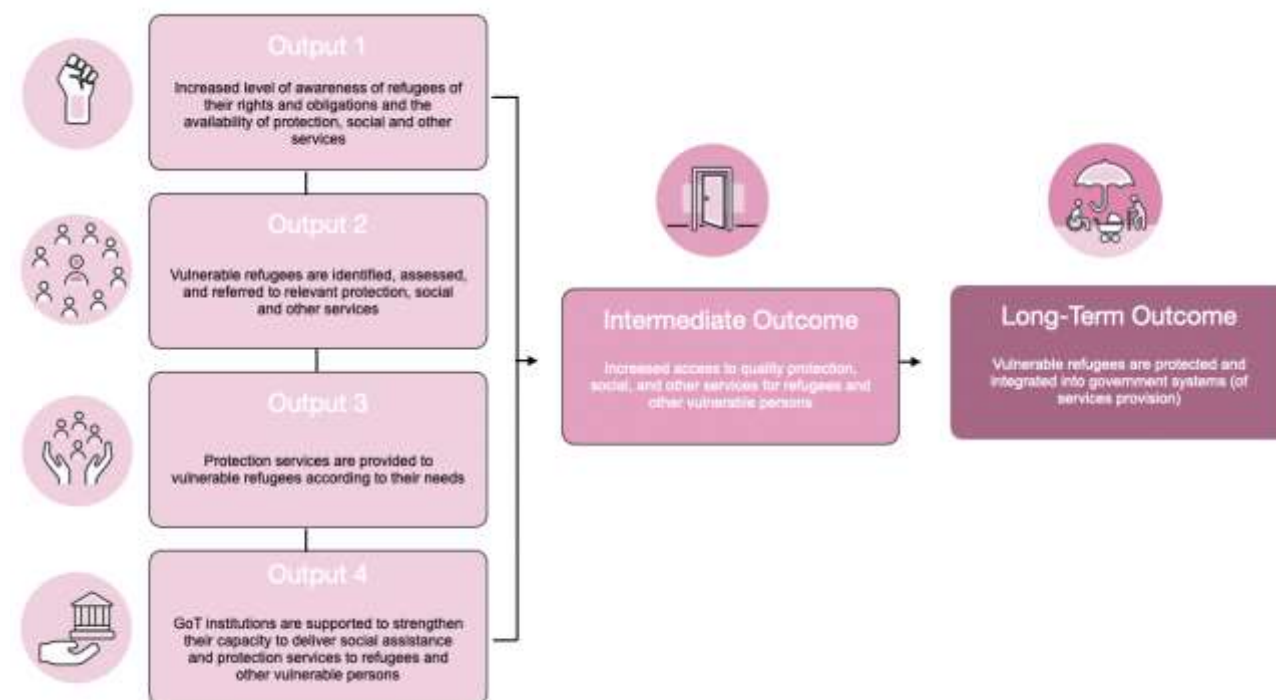 Output 1
Increased level of awareness of refugees of
their rights and obligations and the
availability of protection, social and other
services
Output 2
Vulnerable refugees are identified, assessed,
and referred to relevant protection, social
and other services
Output 3
Protection services are provided to
vulnerable refugees according to their needs
Output 4
GoT institutions are supported to strengthen
their capacity to deliver social assistance
and protection services to refugees and
other vulnerable persons
Intermediate Outcome
Increased access to quality protection,
social, and other services for refugees and
other vulnerable persons
Long-Term Outcome
Vulnerable refugees are protected and
integrated into government systems (of
services provision)